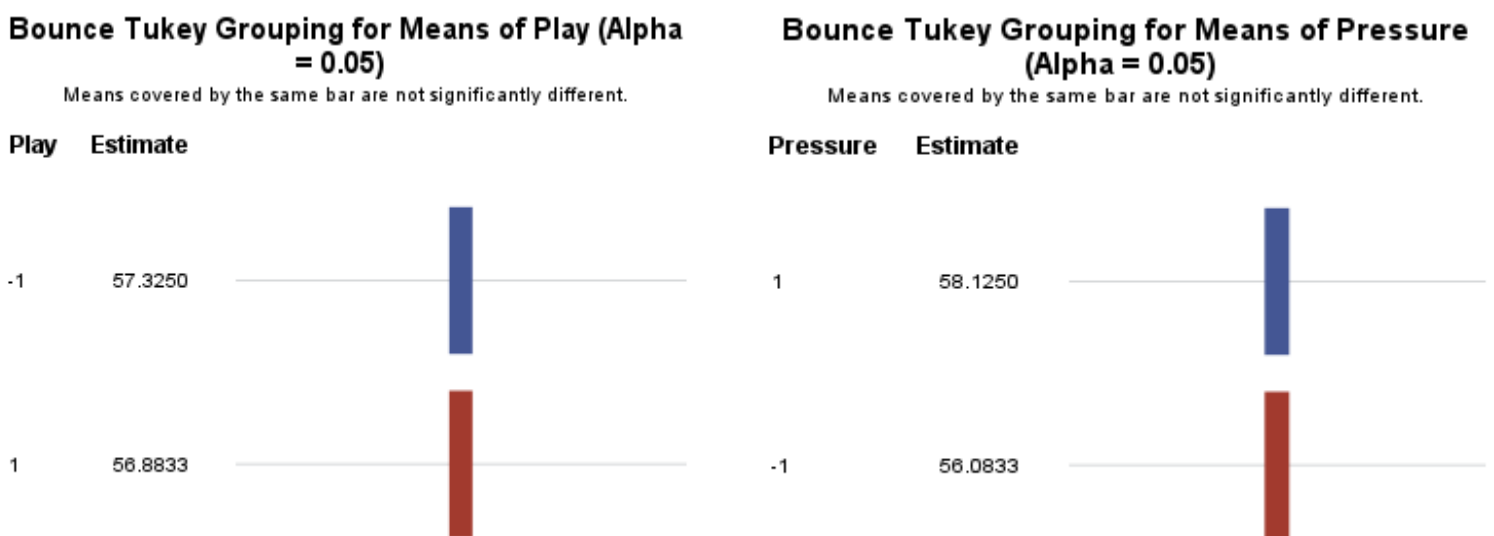 Bounce Tukey Grouping for Means of Play (Alpha
= 0.05)
Means covered by the same bar are not significantly different.
Play Estimate
-1 57.3250
1 56.8833
Bounce Tukey Grouping for Means of Pressure
(Alpha = 0.05)
Means covered by the same bar are not significantly different.
Pressure Estimate
1 58.1250
-1 56.0833